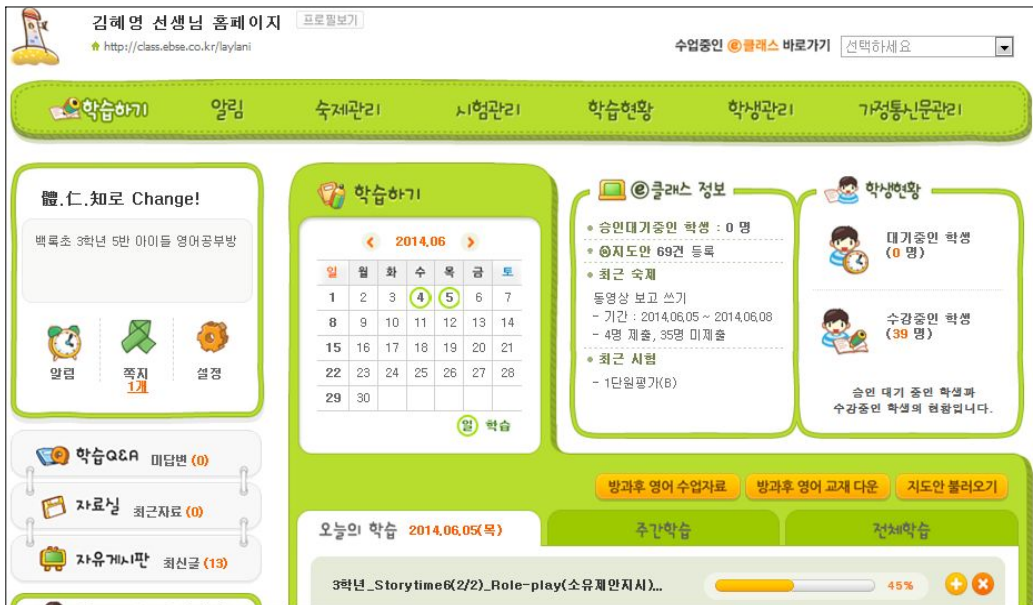 김혜영 선생님 홈페이지 프로필보기
http://class.ebse.co.kr/laylani
수업중인 @클래스 바로가기 선택하세요
학습하기 알림 숙제관리 시험관리 학습현황 학생관리 가정통신문관리
體.仁.知로 Change!
백록초 3학년 5반 아이들 영어공부방
알림 쪽지 설정
1개
학습Q&A 미답변 (0)
자료실 최근자료 (0)
자유게시판 최신글 (13)
학습하기
2014.06
일 월 화 수 목 금 토
1 2 3 4 5 6 7
8 9 10 11 12 13 14
15 16 17 18 19 20 21
22 23 24 25 26 27 28
29 30
일 학습
@클래스 정보
승인대기중인 학생 : 0 명
@지도안 69건 등록
최근 숙제
동영상 보고 쓰기
- 기간 : 2014.06.05 ~ 2014.06.08
- 4명 제출, 35명 미제출
최근 시험
- 1단원평가(B)
학생현황
대기중인 학생
(0 명)
수강중인 학생
(39 명)
승인 대기 중인 학생과
수강중인 학생의 현황입니다.
방과후 영어 수업자료 방과후 영어 교재 다운 지도안 불러오기
오늘의 학습 2014.06.05(목) 주간학습 전체학습
3학년_Storytime6(2/2)_Role-play(소유제안지시)... 45%